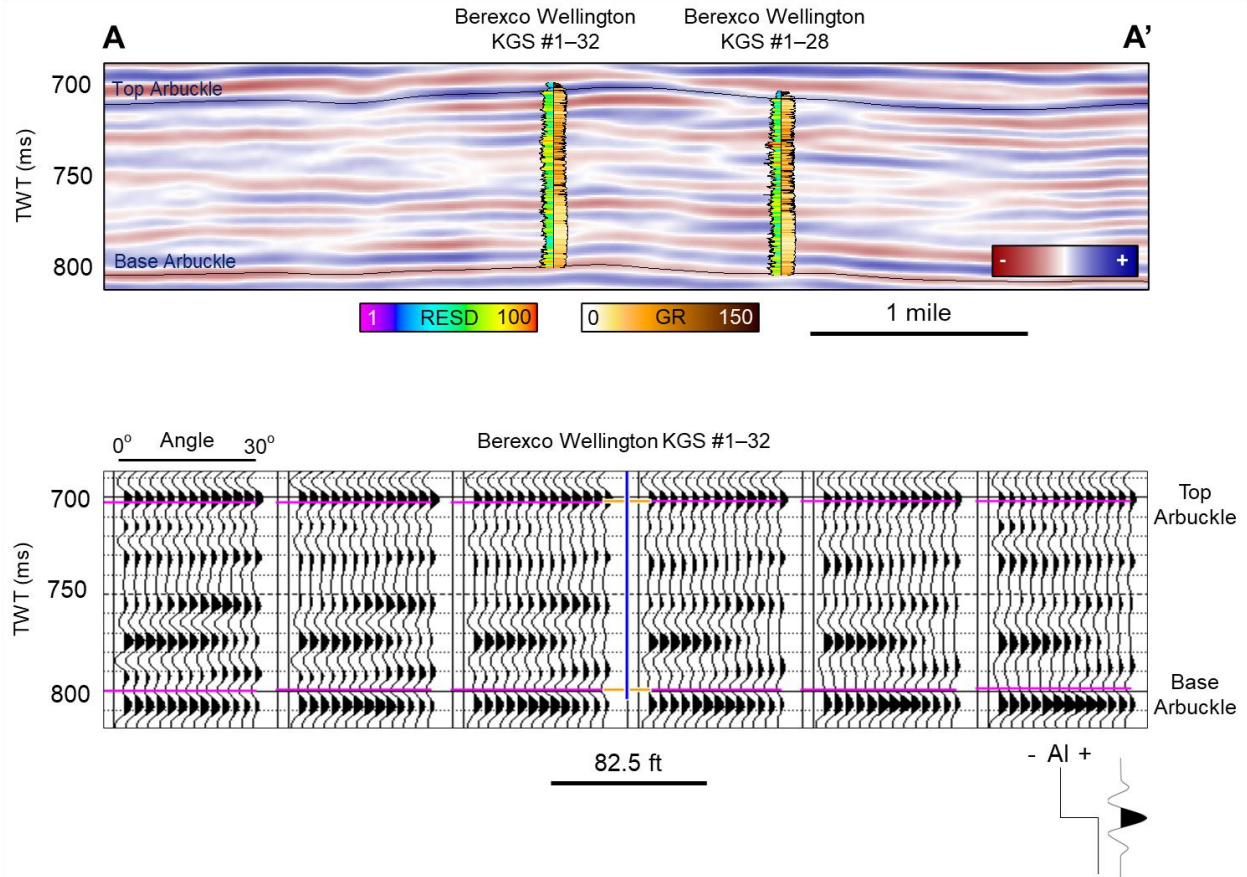 A
Berexco Wellington
KGS #1–32
Berexco Wellington
KGS #1–28
A’
TWT (ms)
700
750
800
Top Arbuckle
Base Arbuckle
- +
1 RESD 100
0 GR 150
1 mile
0o Angle 30o
Berexco Wellington KGS #1–32
TWT (ms)
700
750
800
Top
Arbuckle
Base
Arbuckle
82.5 ft
- AI +